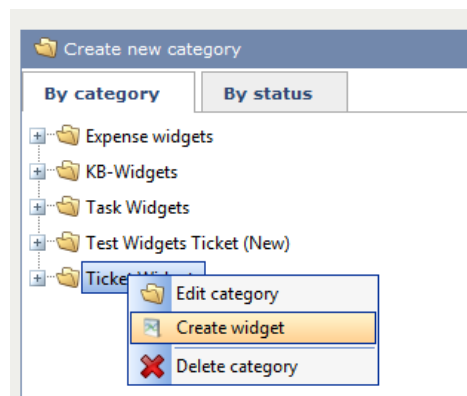 Create new category
By category
By status
Expense widgets
KB-Widgets
Task Widgets
Test Widgets Ticket (New)
Edit category
Create widget
Delete category